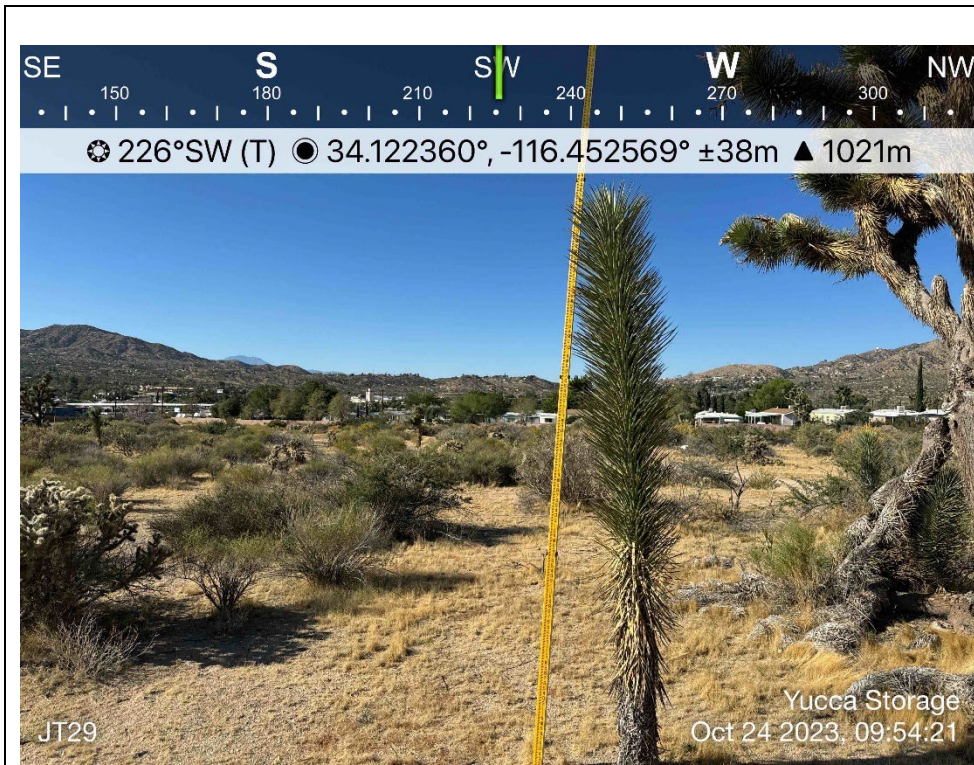 SE S SW W NW
150 180 210 240 270 300
226°SW (T) 34.122360°, -116.452569° ±38m ▲ 1021m
Yucca Storage
JT29 Oct 24 2023, 09:54:21